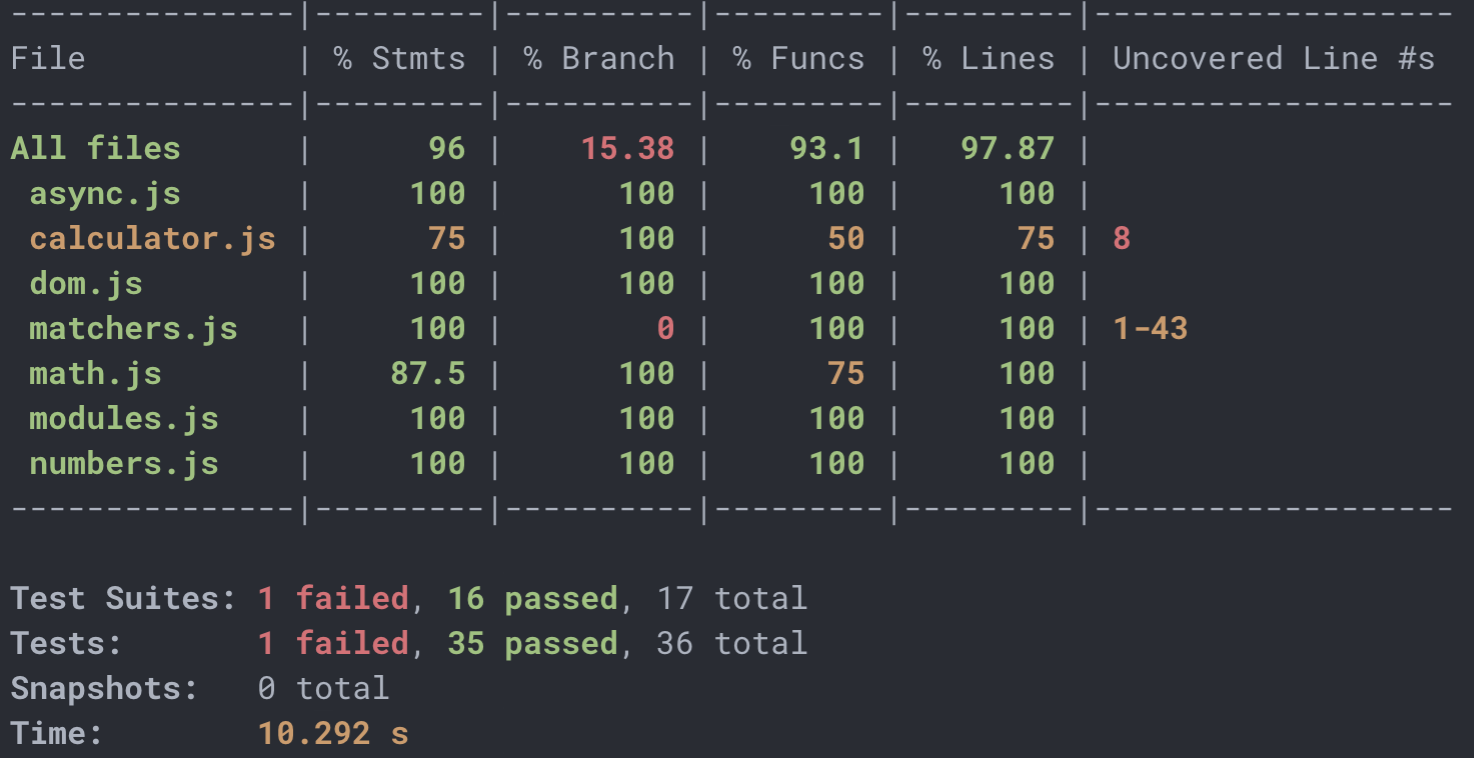 ---------------|---------|----------|---------|---------|-------------------
File           | % Stmts | % Branch | % Funcs | % Lines | Uncovered Line #s
---------------|---------|----------|---------|---------|-------------------
All files      |      96 |    15.38 |    93.1 |   97.87 |
 async.js      |     100 |      100 |     100 |     100 |
 calculator.js |      75 |      100 |      50 |      75 | 8
 dom.js        |     100 |      100 |     100 |     100 |
 matchers.js   |     100 |        0 |     100 |     100 | 1-43
 math.js       |    87.5 |      100 |      75 |     100 |
 modules.js    |     100 |      100 |     100 |     100 |
 numbers.js    |     100 |      100 |     100 |     100 |
---------------|---------|----------|---------|---------|-------------------
Test Suites: 1 failed, 16 passed, 17 total
Tests:       1 failed, 35 passed, 36 total
Snapshots:   0 total
Time:        10.292 s